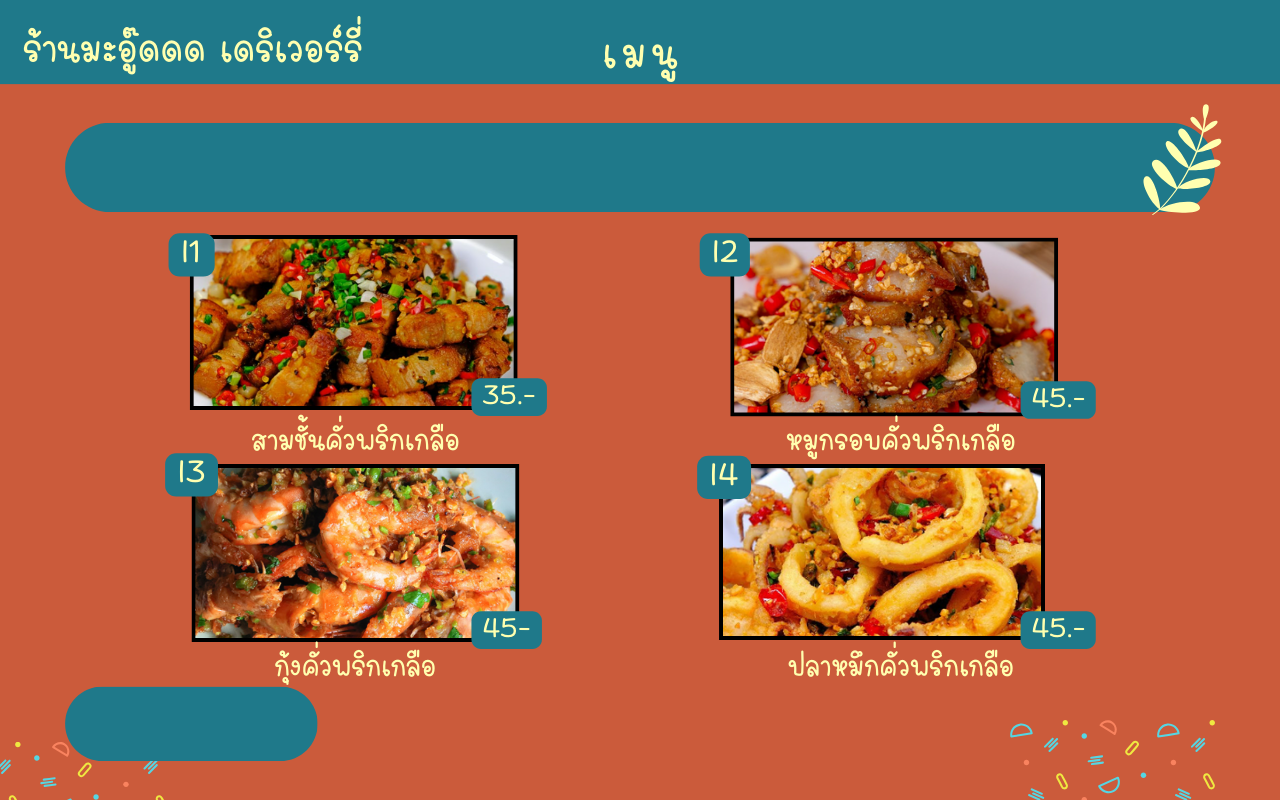 ร้านมะอู๊ดดด เดริเวอร์รี่
เมนู
11
12
35.-
45.-
สามชั้นคั่วพริกเกลือ
หมูกรอบคั่วพริกเกลือ
13
14
45-
45.-
กุ้งคั่วพริกเกลือ
ปลาหมึกคั่วพริกเกลือ